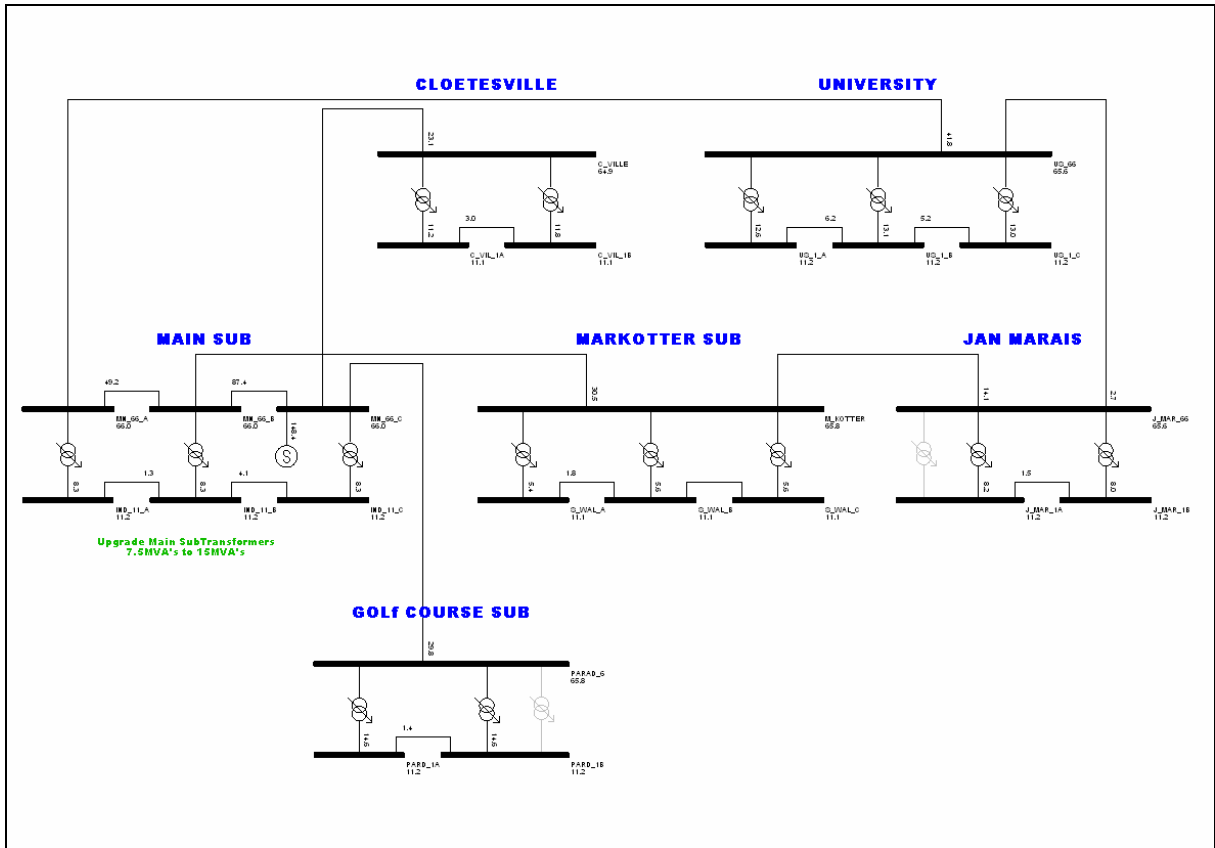 CLOETESVILLE
UNIVERSITY
23.1
41.8
C_VILLE
64.9
UO_66
65.6
11.2
3.0
11.8
12.6
6.2
13.1
5.2
13.0
C_VIL_1A
11.1
C_VIL_1B
11.1
UO_1_A
11.2
UO_1_B
11.2
UO_1_C
11.2
MAIN SUB
MARKOTTER SUB
JAN MARAIS
49.2
87.4
30.5
14.1
2.7
MN_66_A
66.0
MN_66_B
66.0
MN_66_C
66.0
148.4
S
M_KOTTER
65.8
J_MAR_66
65.6
8.3
1.3
8.3
4.1
8.3
5.4
1.8
5.6
5.6
8.2
1.5
8.0
IND_11_A
11.2
IND_11_B
11.2
IND_11_C
11.2
G_WAL_A
11.1
G_WAL_B
11.1
G_WAL_C
11.1
J_MAR_1A
11.2
J_MAR_1B
11.2
Upgrade Main SubTransformers
7.5MVA's to 15MVA's
GOLf COURSE SUB
29.8
PARAD_6
65.8
14.6
1.4
14.6
PARD_1A
11.2
PARD_1B
11.2